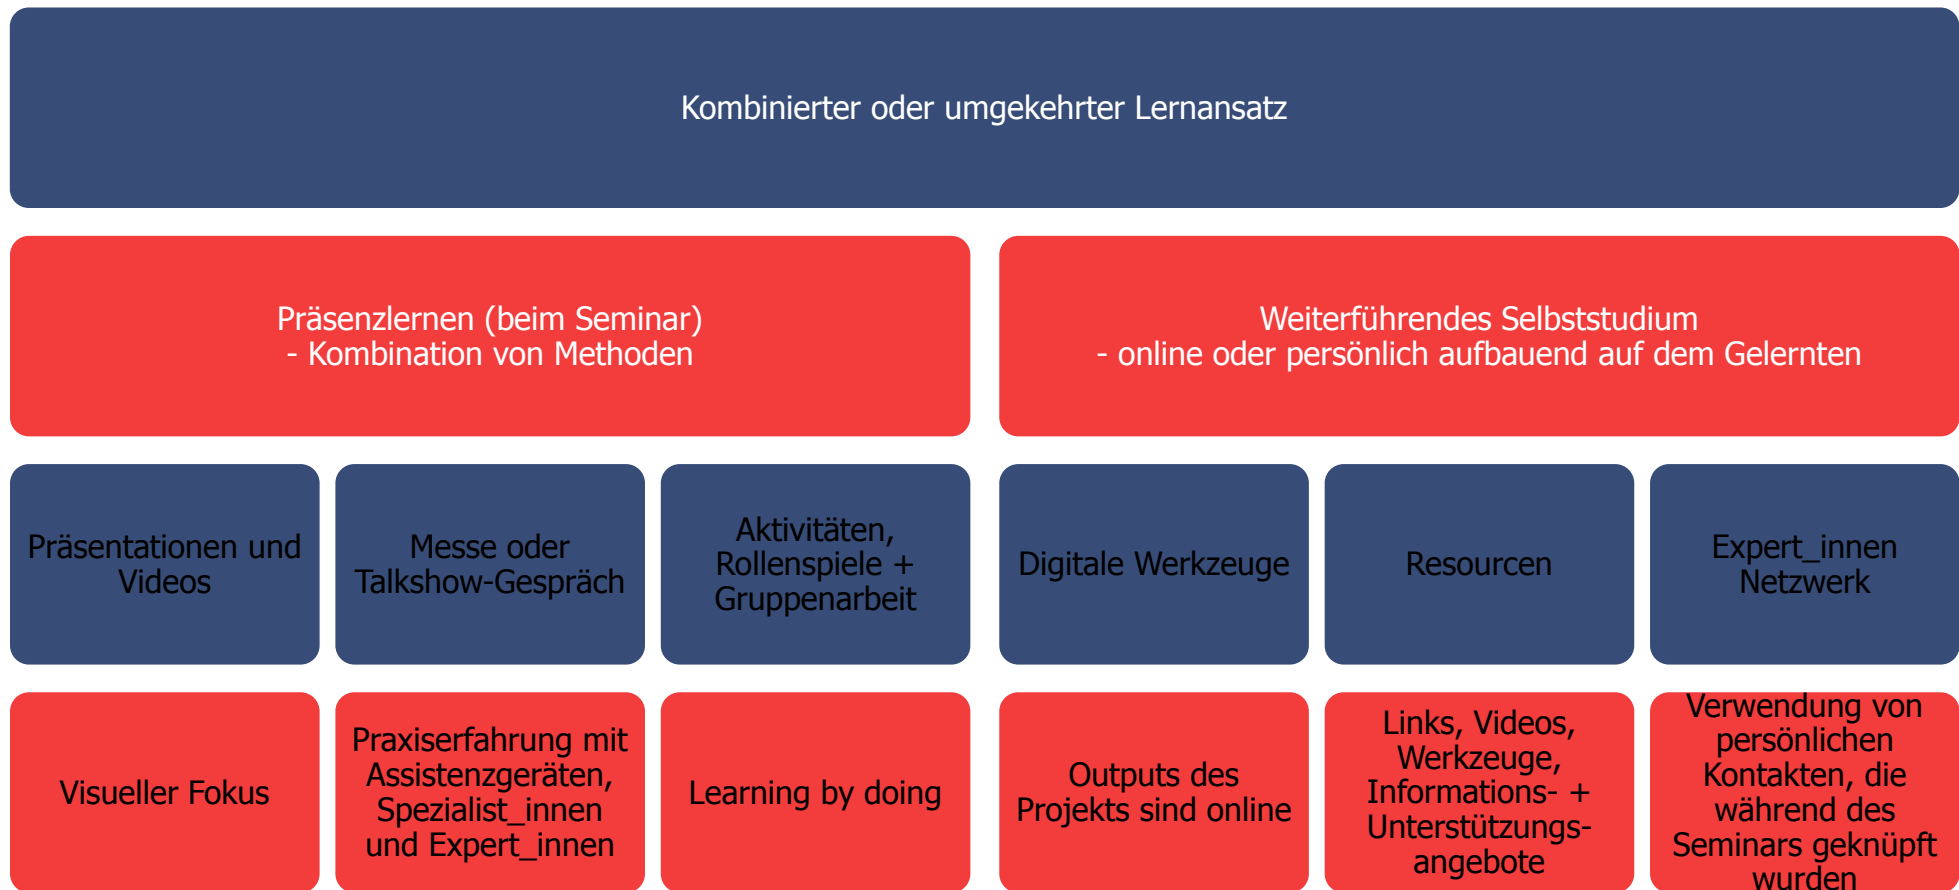 Kombinierter oder umgekehrter Lernansatz
Präsenzlernen (beim Seminar)
- Kombination von Methoden
Weiterführendes Selbststudium
- online oder persönlich aufbauend auf dem Gelernten
Präsentationen und
Videos
Messe oder
Talkshow-Gespräch
Aktivitäten,
Rollenspiele +
Gruppenarbeit
Digitale Werkzeuge
Resourcen
Expert_innen
Netzwerk
Visueller Fokus
Praxiserfahrung mit
Assistenzgeräten,
Spezialist_innen
und Expert_innen
Learning by doing
Outputs des
Projekts sind online
Links, Videos,
Werkzeuge,
Informations- +
Unterstützungs-
angebote
Verwendung von
persönlichen
Kontakten, die
während des
Seminars geknüpft
wurden